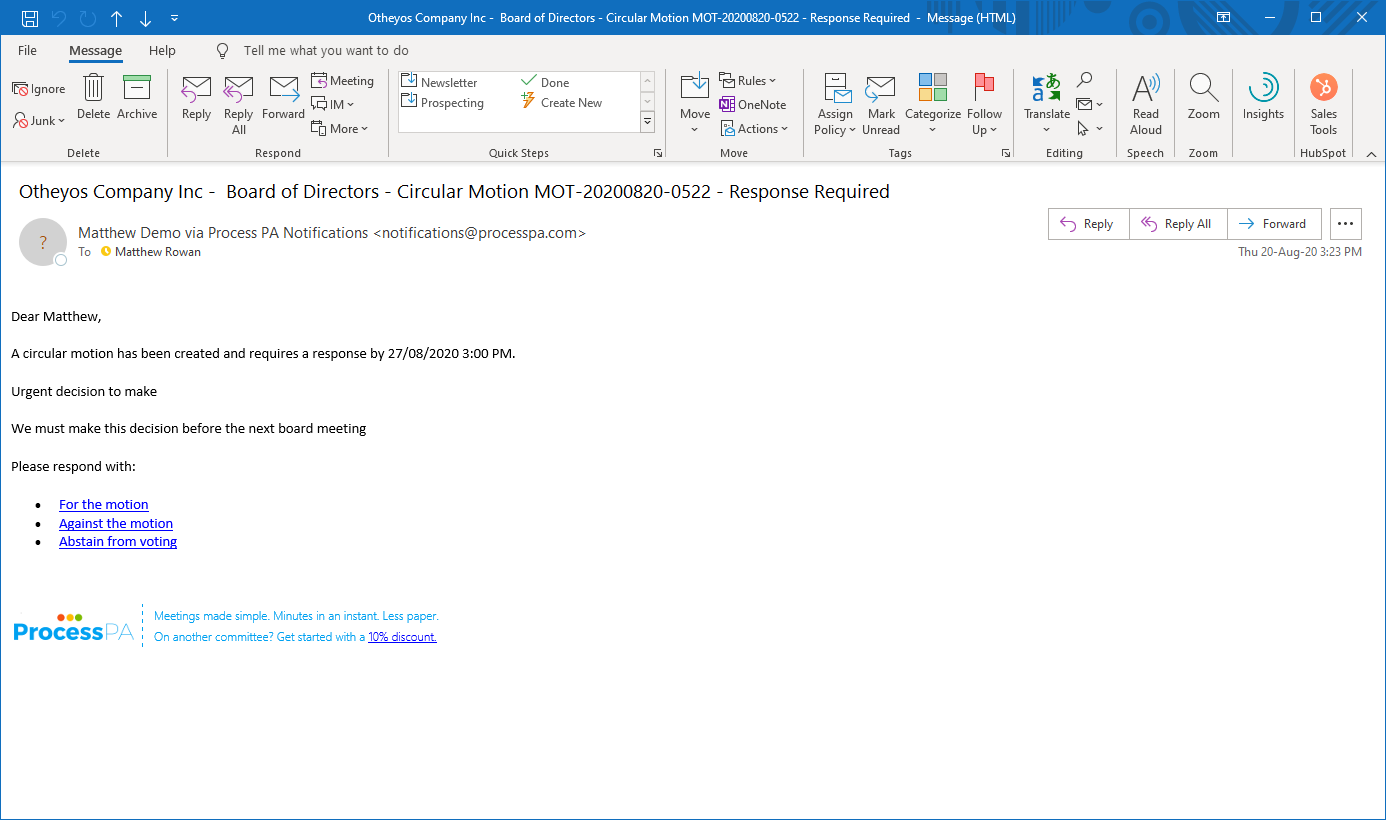 Otheyos Company Inc -  Board of Directors - Circular Motion MOT-20200820-0522 - Response Required  -  Message (HTML)
File Message Help Tell me what you want to do
Ignore
Junk
Delete
Archive
Delete
Reply
Reply All
Forward
Meeting
IM
More
Respond
Newsletter
Prospecting
Done
Create New
Quick Steps
Move
Rules
OneNote
Actions
Move
Assign Policy
Mark Unread
Categorize
Follow Up
Tags
Translate
Editing
Read Aloud
Speech
Zoom
Zoom
Insights
Sales Tools
HubSpot
Otheyos Company Inc -  Board of Directors - Circular Motion MOT-20200820-0522 - Response Required
?
Matthew Demo via Process PA Notifications <notifications@processpa.com>
To Matthew Rowan
Reply Reply All Forward
Thu 20-Aug-20 3:23 PM
Dear Matthew,
A circular motion has been created and requires a response by 27/08/2020 3:00 PM.
Urgent decision to make
We must make this decision before the next board meeting
Please respond with:
• For the motion
• Against the motion
• Abstain from voting
ProcessPA
Meetings made simple. Minutes in an instant. Less paper.
On another committee? Get started with a 10% discount.